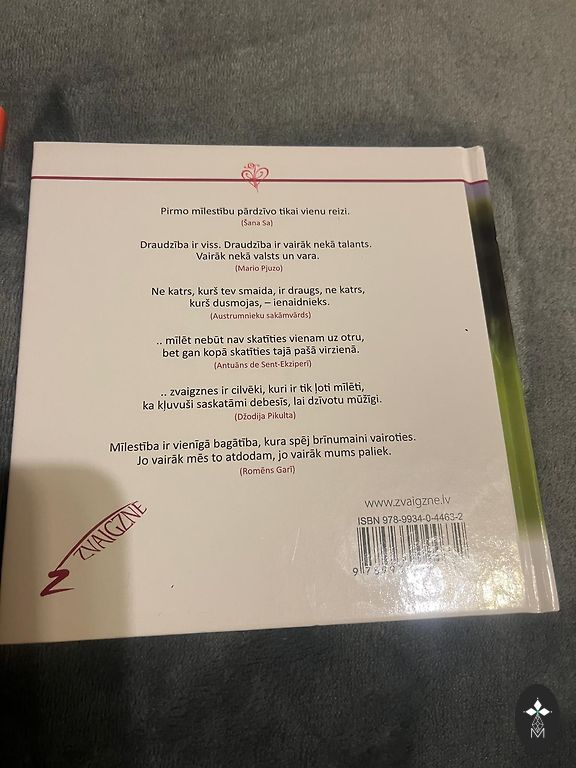 Pirmo mīlestību pārdzīvo tikai vienu reizi.
(Šana Sa)
Draudzība ir viss. Draudzība ir vairāk nekā talants.
Vairāk nekā valsts un vara.
(Mario Pjuzo)
Ne katrs, kurš tev smaida, ir draugs, ne katrs,
kurš dusmojas, – ienaidnieks.
(Austrumnieku sakāmvārds)
.. mīlēt nebūt nav skatīties vienam uz otru,
bet gan kopā skatīties tajā pašā virzienā.
(Antuāns de Sent-Ekziperī)
.. zvaigznes ir cilvēki, kuri ir tik ļoti mīlēti,
ka kļuvuši saskatāmi debesīs, lai dzīvotu mūžīgi.
(Džodija Pikulta)
Mīlestība ir vienīgā bagātība, kura spēj brīnumaini vairoties.
Jo vairāk mēs to atdodam, jo vairāk mums paliek.
(Romēns Garī)
ZVAIGZNE
www.zvaigzne.lv
ISBN 978-9934-0-4463-2
M